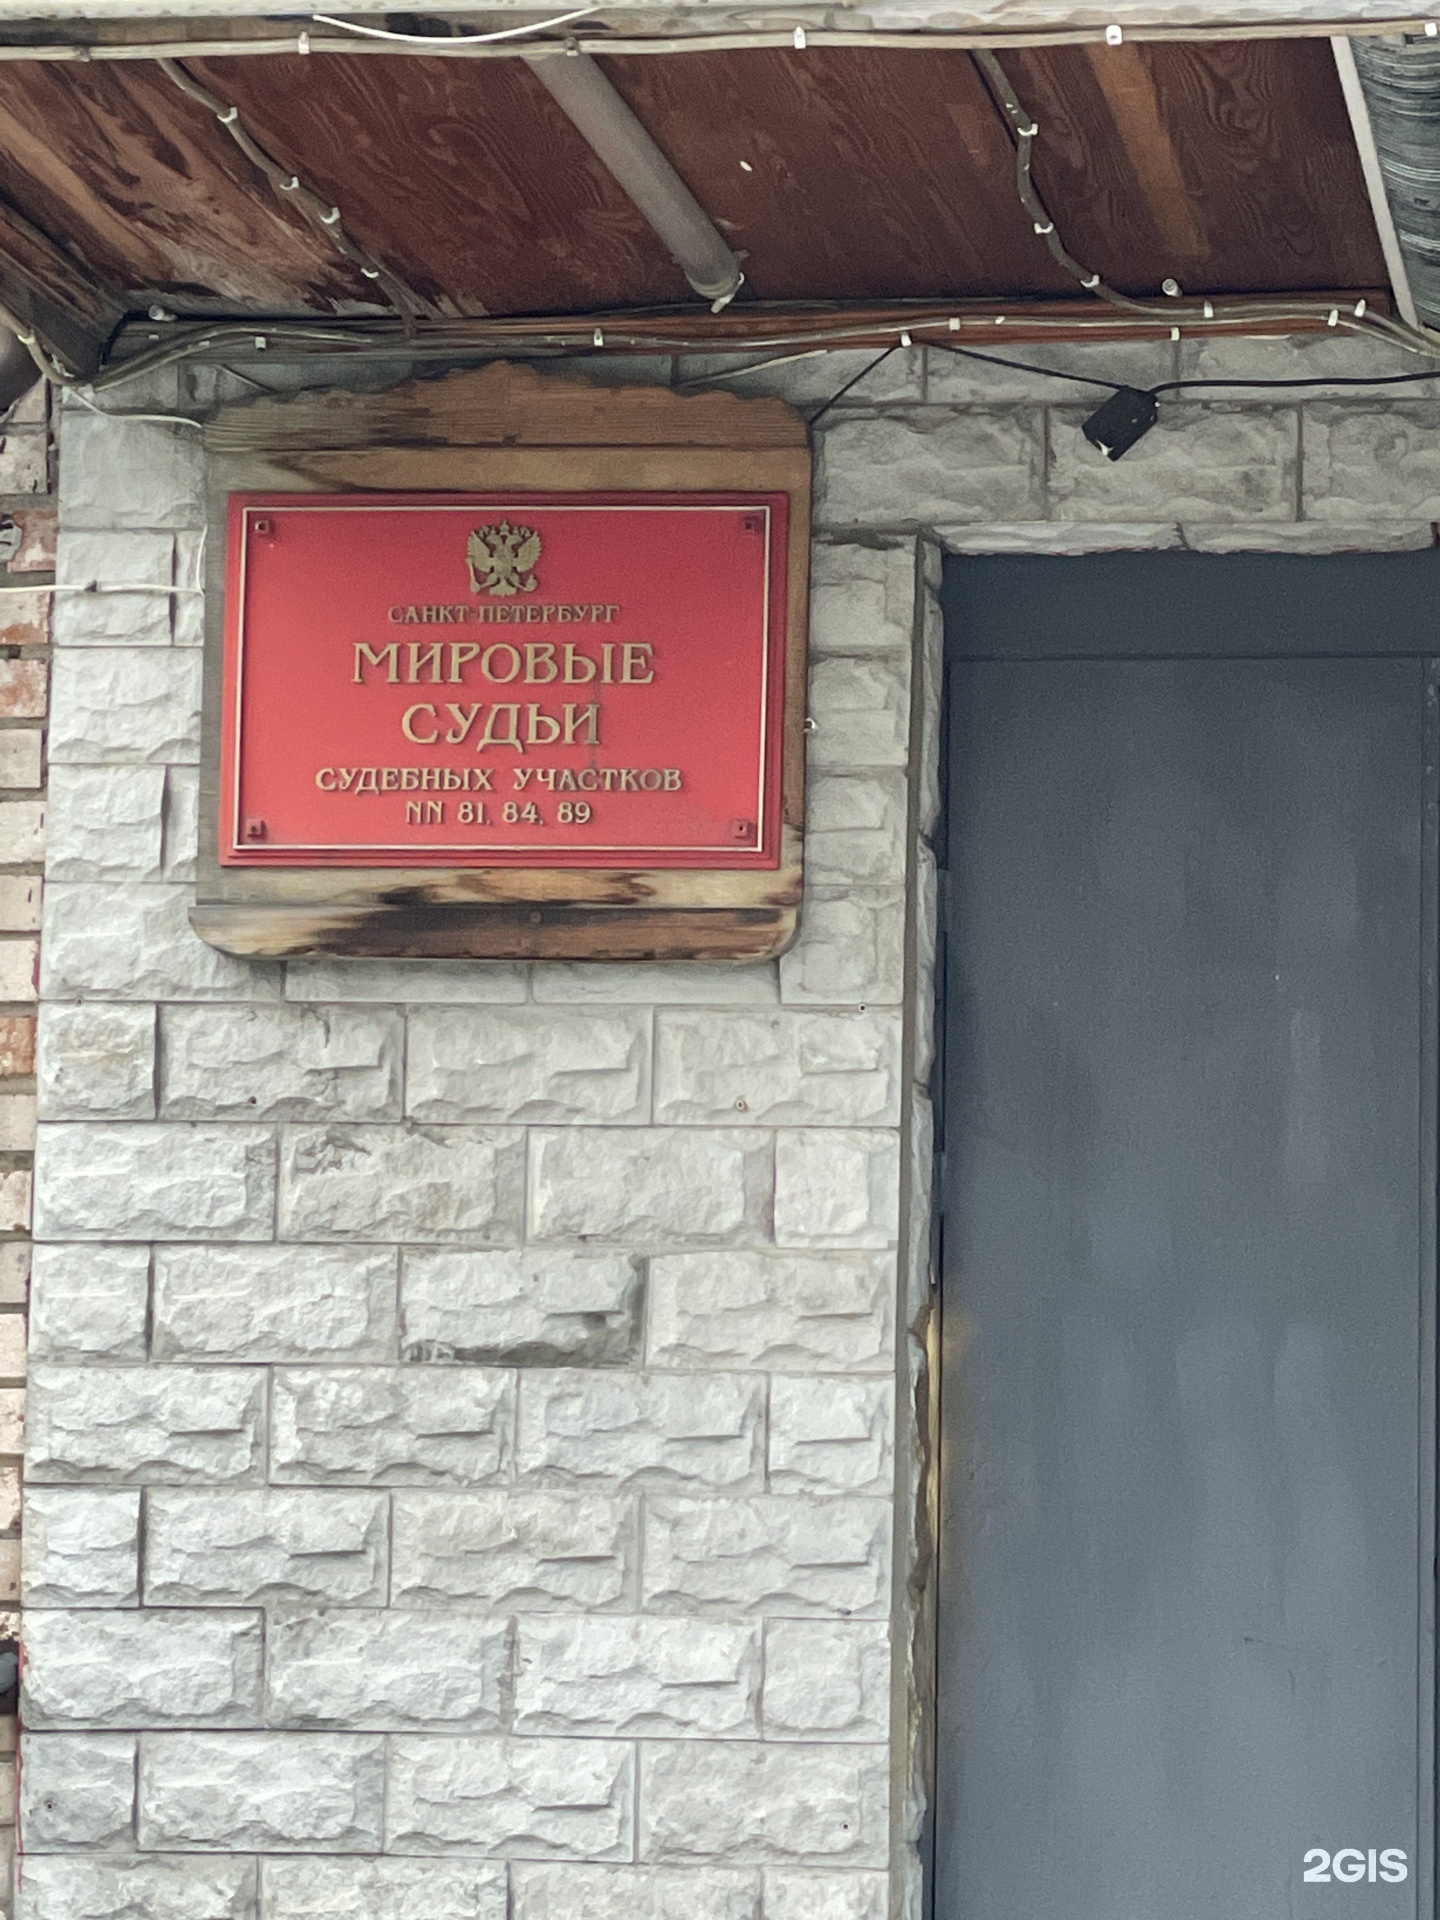 САНКТ-ПЕТЕРБУРГ
МИРОВЫЕ
СУДЬИ
СУДЕБНЫХ УЧАСТКОВ
NN 81, 84, 89
2GIS